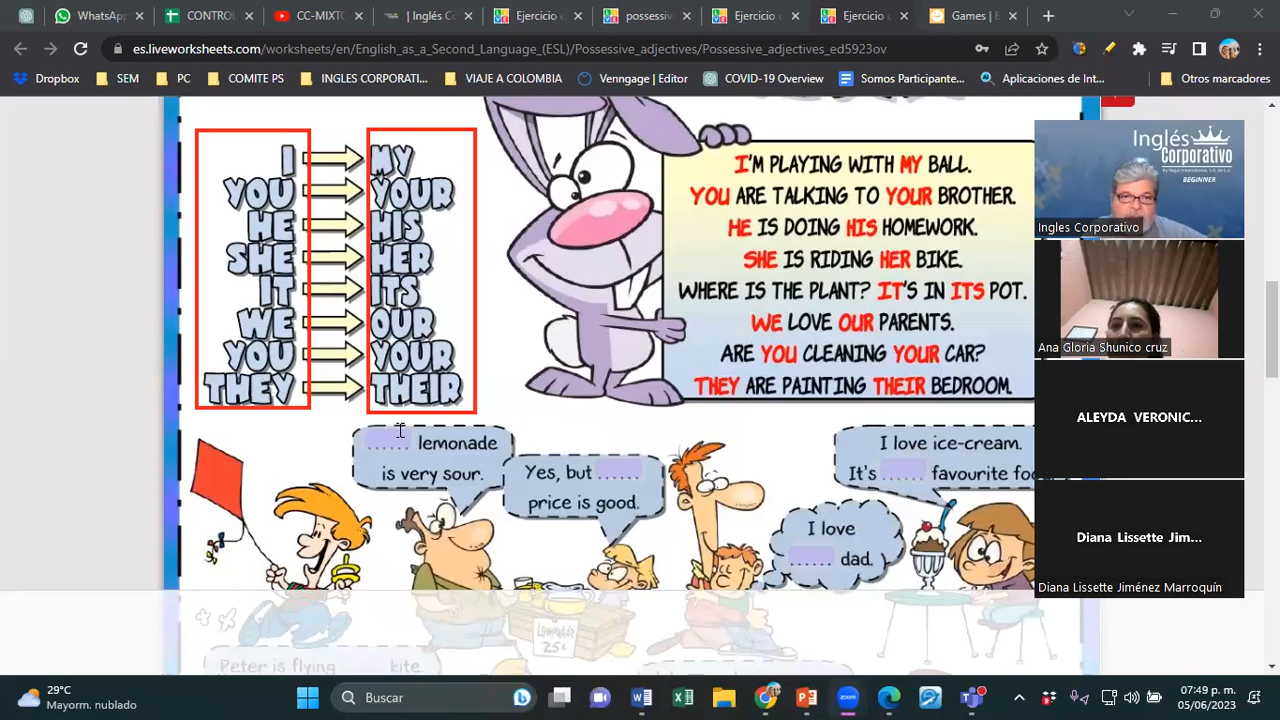 WhatsApp
CONTROL
CC-MIXTO
Inglés C
Ejercicio d
possessiv
Ejercicio d
Ejercicio d
Games | E
es.liveworksheets.com/worksheets/en/English_as_a_Second_Language_(ESL)/Possessive_adjectives/Possessive_adjectives_ed5923ov
Dropbox
SEM
PC
COMITE PS
INGLES CORPORATI...
VIAJE A COLOMBIA
Venngage | Editor
COVID-19 Overview
Somos Participante...
Aplicaciones de Int...
Otros marcadores
I MY
YOU YOUR
HE HIS
SHE HER
IT ITS
WE OUR
YOU YOUR
THEY THEIR
I'M PLAYING WITH MY BALL.
YOU ARE TALKING TO YOUR BROTHER.
HE IS DOING HIS HOMEWORK.
SHE IS RIDING HER BIKE.
WHERE IS THE PLANT? IT'S IN ITS POT.
WE LOVE OUR PARENTS.
ARE YOU CLEANING YOUR CAR?
THEY ARE PAINTING THEIR BEDROOM.
...... lemonade
is very sour.
Yes, but ......
price is good.
I love
...... dad.
I love ice-cream.
It's ...... favourite foo
Lemonade
25¢
Peter is flying kite.
Inglés
Corporativo
BEGINNER
Ingles Corporativo
Ana Gloria Shunico cruz
ALEYDA VERONIC...
Diana Lissette Jim...
Diana Lissette Jiménez Marroquín
29°C
Mayorm. nublado
Buscar
07:49 p. m.
05/06/2023